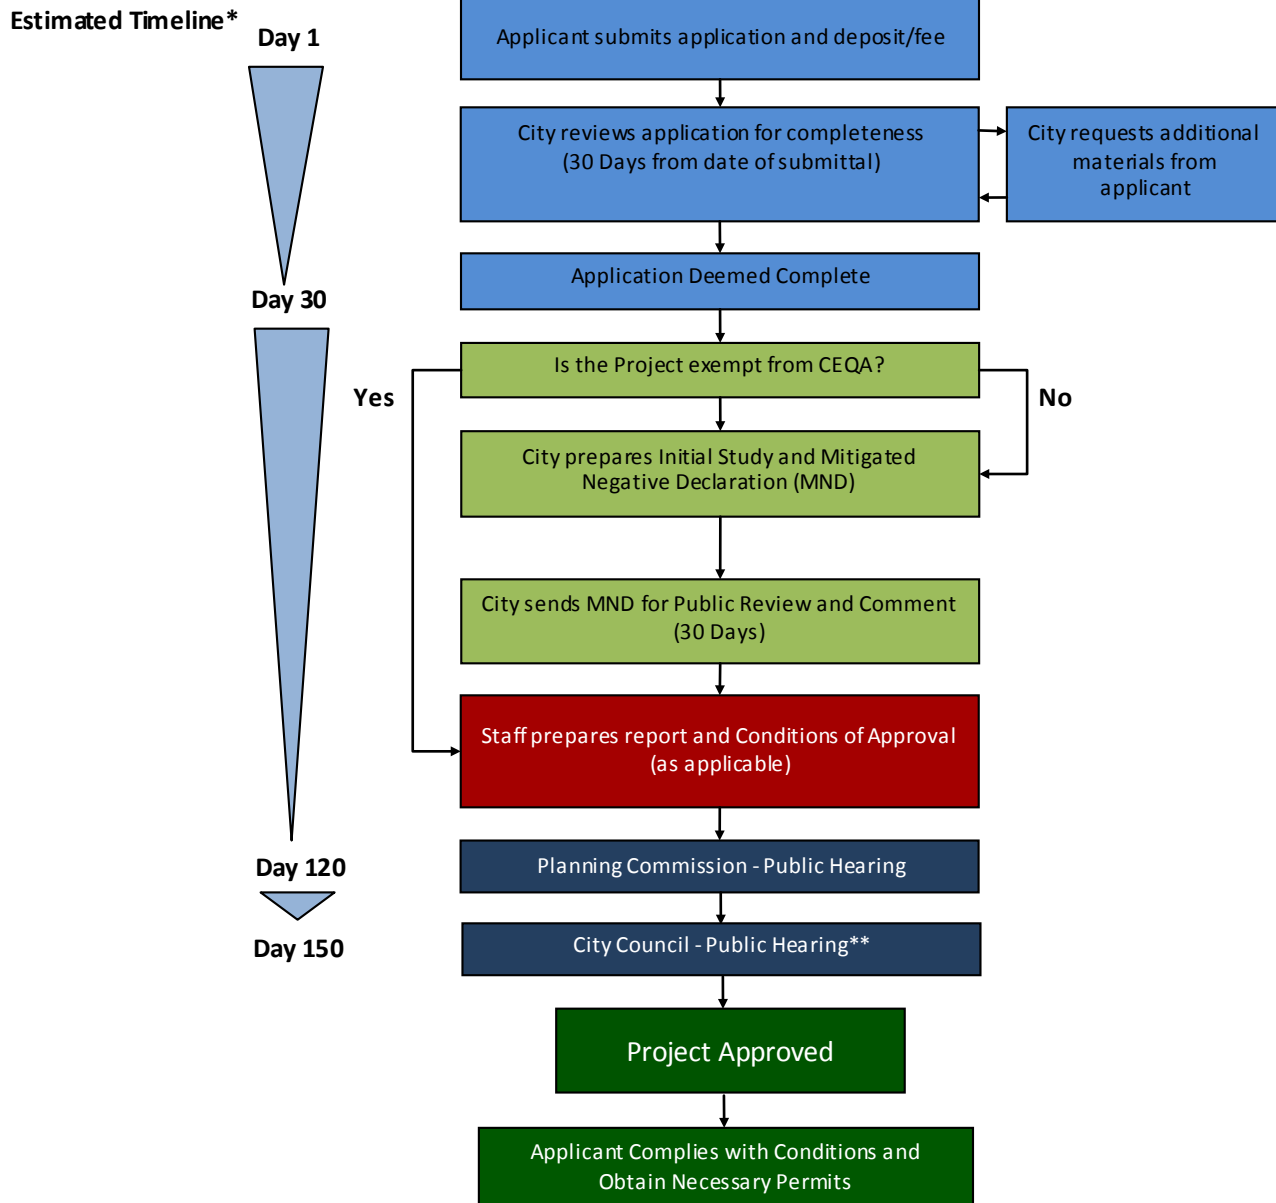 Estimated Timeline*
Day 1
Applicant submits application and deposit/fee
City reviews application for completeness
(30 Days from date of submittal)
City requests additional
materials from
applicant
Application Deemed Complete
Day 30
Is the Project exempt from CEQA?
Yes
No
City prepares Initial Study and Mitigated
Negative Declaration (MND)
City sends MND for Public Review and Comment
(30 Days)
Staff prepares report and Conditions of Approval
(as applicable)
Day 120
Planning Commission - Public Hearing
Day 150
City Council - Public Hearing**
Project Approved
Applicant Complies with Conditions and
Obtain Necessary Permits